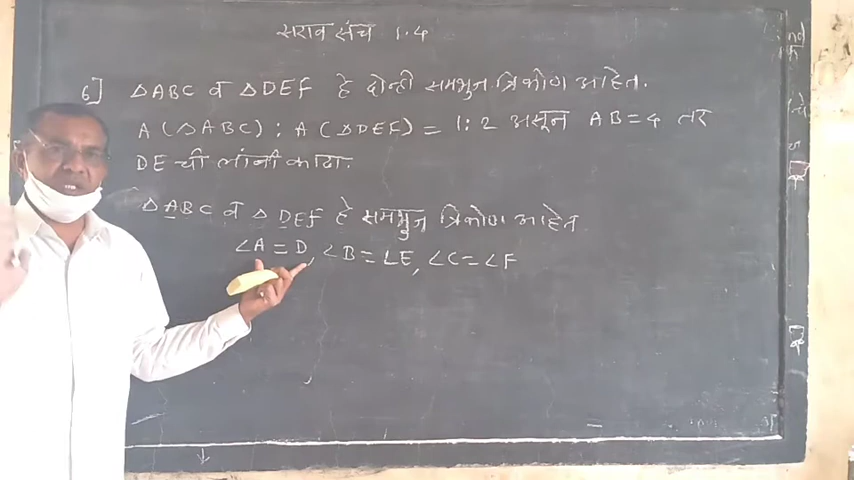 सराव संच 1.4
6] △ABC व △DEF हे दोन्ही समभुज त्रिकोण आहेत.
A(△ABC) : A(△DEF) = 1:2 असून AB=4 तर
DE ची लांबी काढा.
△ABC व △DEF हे समभुज त्रिकोण आहेत
∠A = D, ∠B = ∠E, ∠C = ∠F